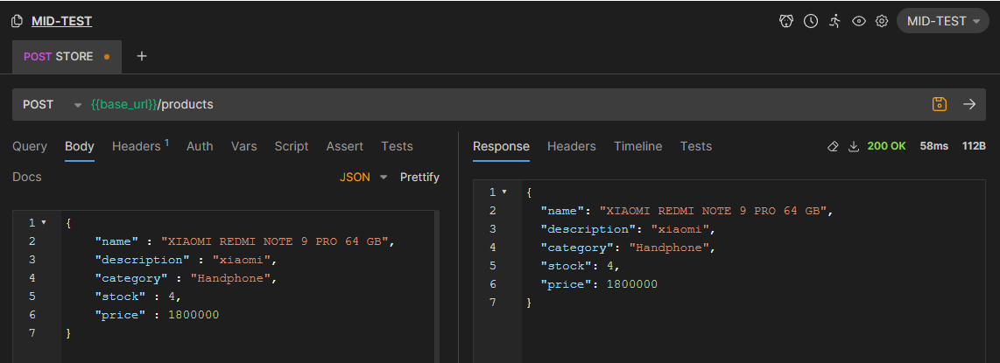 MID-TEST
MID-TEST
POST STORE
POST {{base_url}}/products
Query Body Headers 1 Auth Vars Script Assert Tests
Docs
JSON Prettify
1 {
2 "name" : "XIAOMI REDMI NOTE 9 PRO 64 GB",
3 "description" : "xiaomi",
4 "category" : "Handphone",
5 "stock" : 4,
6 "price" : 1800000
7 }
Response Headers Timeline Tests 200 OK 58ms 112B
1 {
2 "name": "XIAOMI REDMI NOTE 9 PRO 64 GB",
3 "description": "xiaomi",
4 "category": "Handphone",
5 "stock": 4,
6 "price": 1800000
7 }